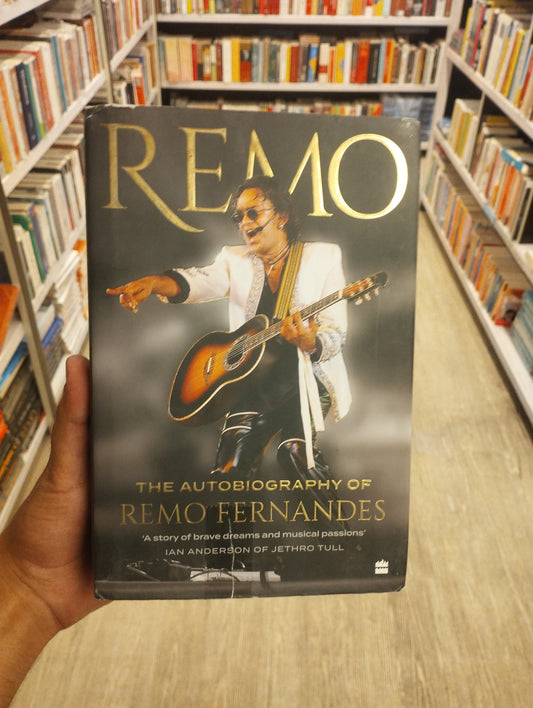 REMO
THE AUTOBIOGRAPHY OF
REMO FERNANDES
'A story of brave dreams and musical passions'
IAN ANDERSON OF JETHRO TULL